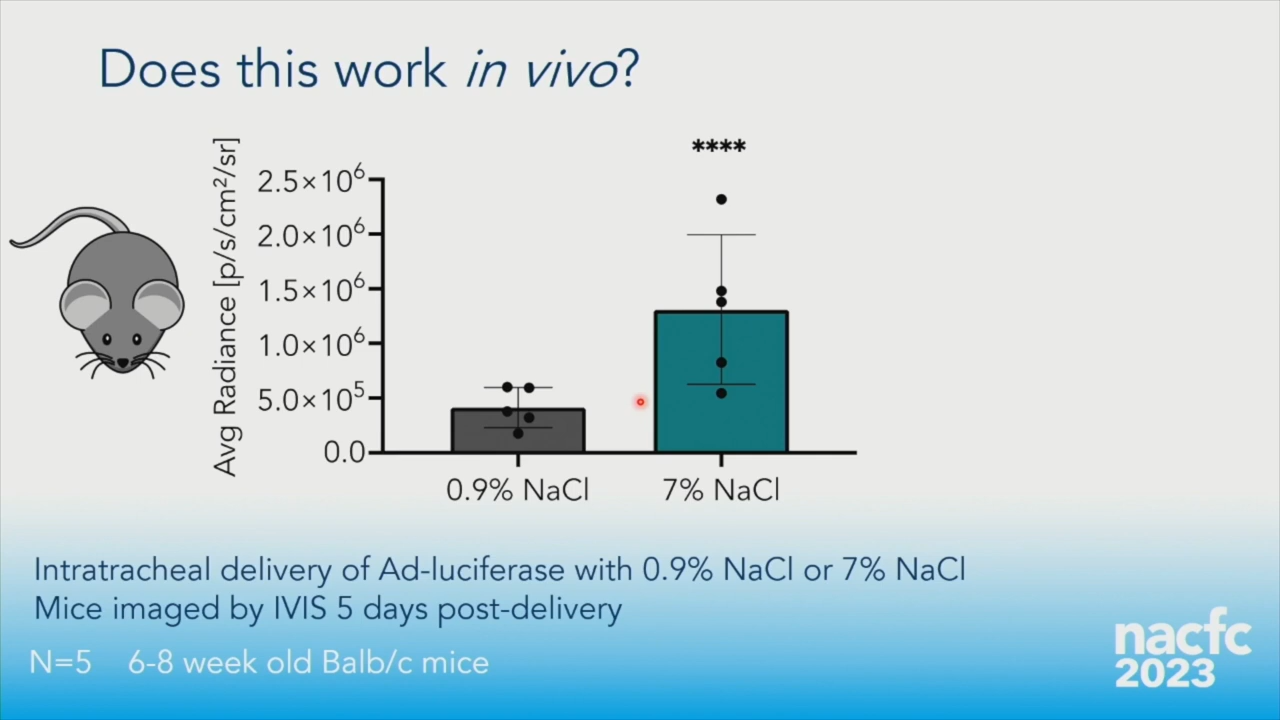 Does this work in vivo?
****
Avg Radiance [p/s/cm²/sr]
2.5×10⁶
2.0×10⁶
1.5×10⁶
1.0×10⁶
5.0×10⁵
0.0
0.9% NaCl
7% NaCl
Intratracheal delivery of Ad-luciferase with 0.9% NaCl or 7% NaCl
Mice imaged by IVIS 5 days post-delivery
N=5 6-8 week old Balb/c mice
nacfc
2023